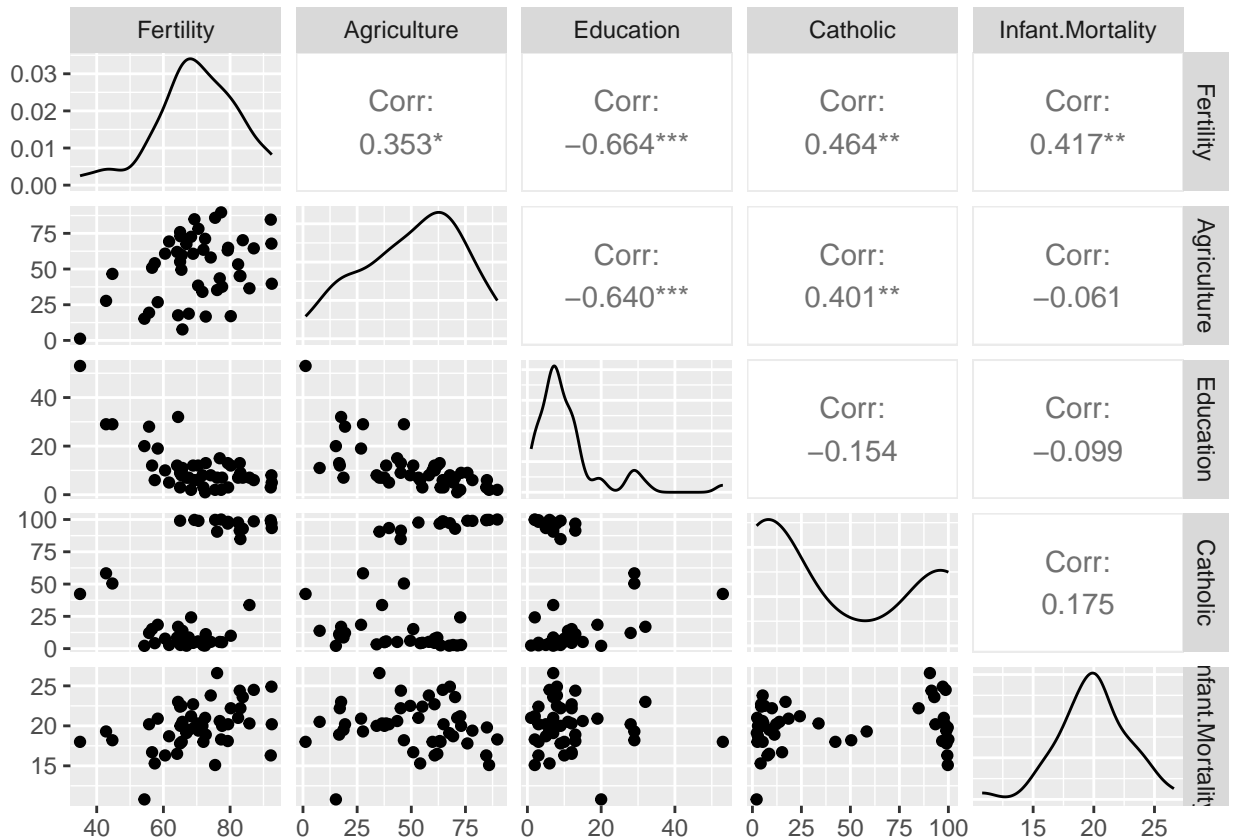 Fertility Agriculture Education Catholic Infant.Mortality
0.03
0.02
0.01
0.00
Corr:
0.353*
Corr:
−0.664***
Corr:
0.464**
Corr:
0.417**
Fertility
75
50
25
0
Corr:
−0.640***
Corr:
0.401**
Corr:
−0.061
Agriculture
40
20
0
Corr:
−0.154
Corr:
−0.099
Education
100
75
50
25
0
Corr:
0.175
Catholic
25
20
15
nfant.Mortality
40 60 80 0 25 50 75 0 20 40 0 25 50 75 100 15 20 25